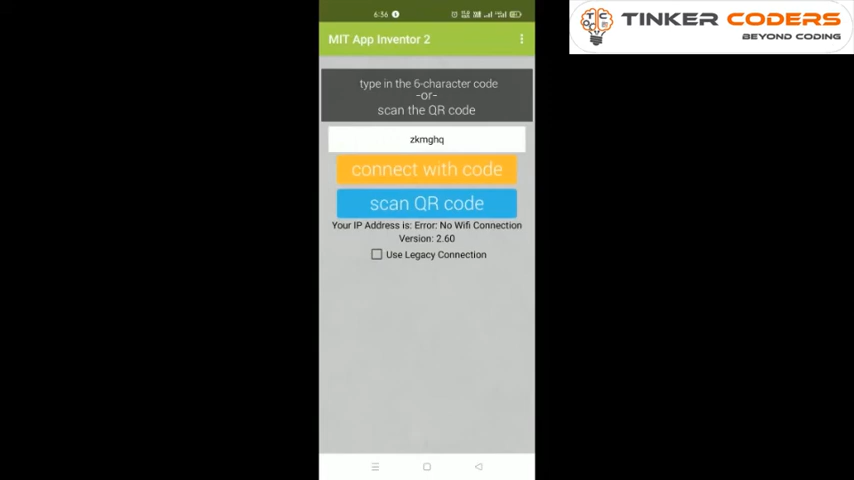 6:36
TINKER CODERS
BEYOND CODING
MIT App Inventor 2
type in the 6-character code
-or-
scan the QR code
zkmghq
connect with code
scan QR code
Your IP Address is: Error: No Wifi Connection
Version: 2.60
Use Legacy Connection